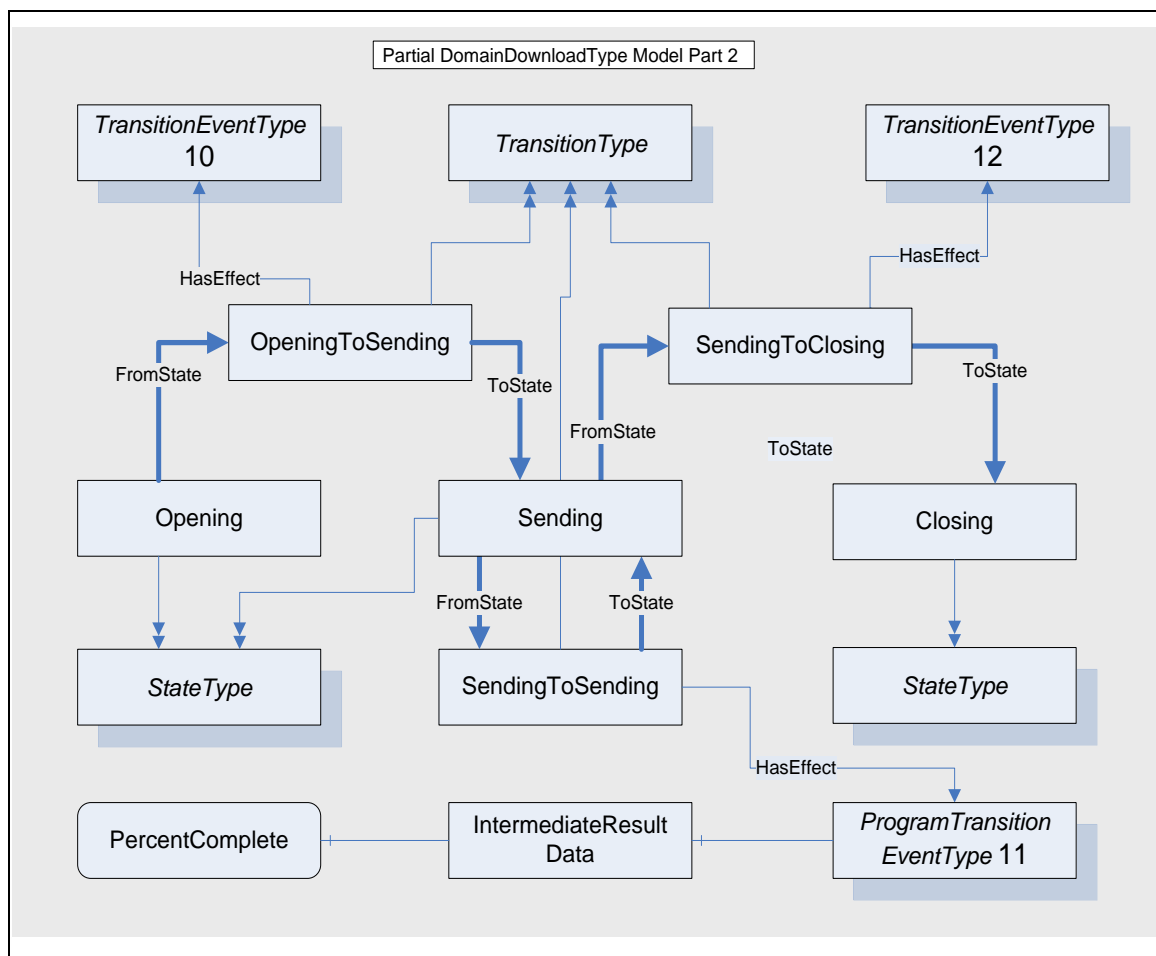 Partial DomainDownloadType Model Part 2
TransitionEventType
10
TransitionType
TransitionEventType
12
HasEffect
HasEffect
OpeningToSending
SendingToClosing
FromState
ToState
ToState
FromState
ToState
Opening
Sending
Closing
FromState
ToState
StateType
SendingToSending
StateType
HasEffect
PercentComplete
IntermediateResult
Data
ProgramTransition
EventType 11